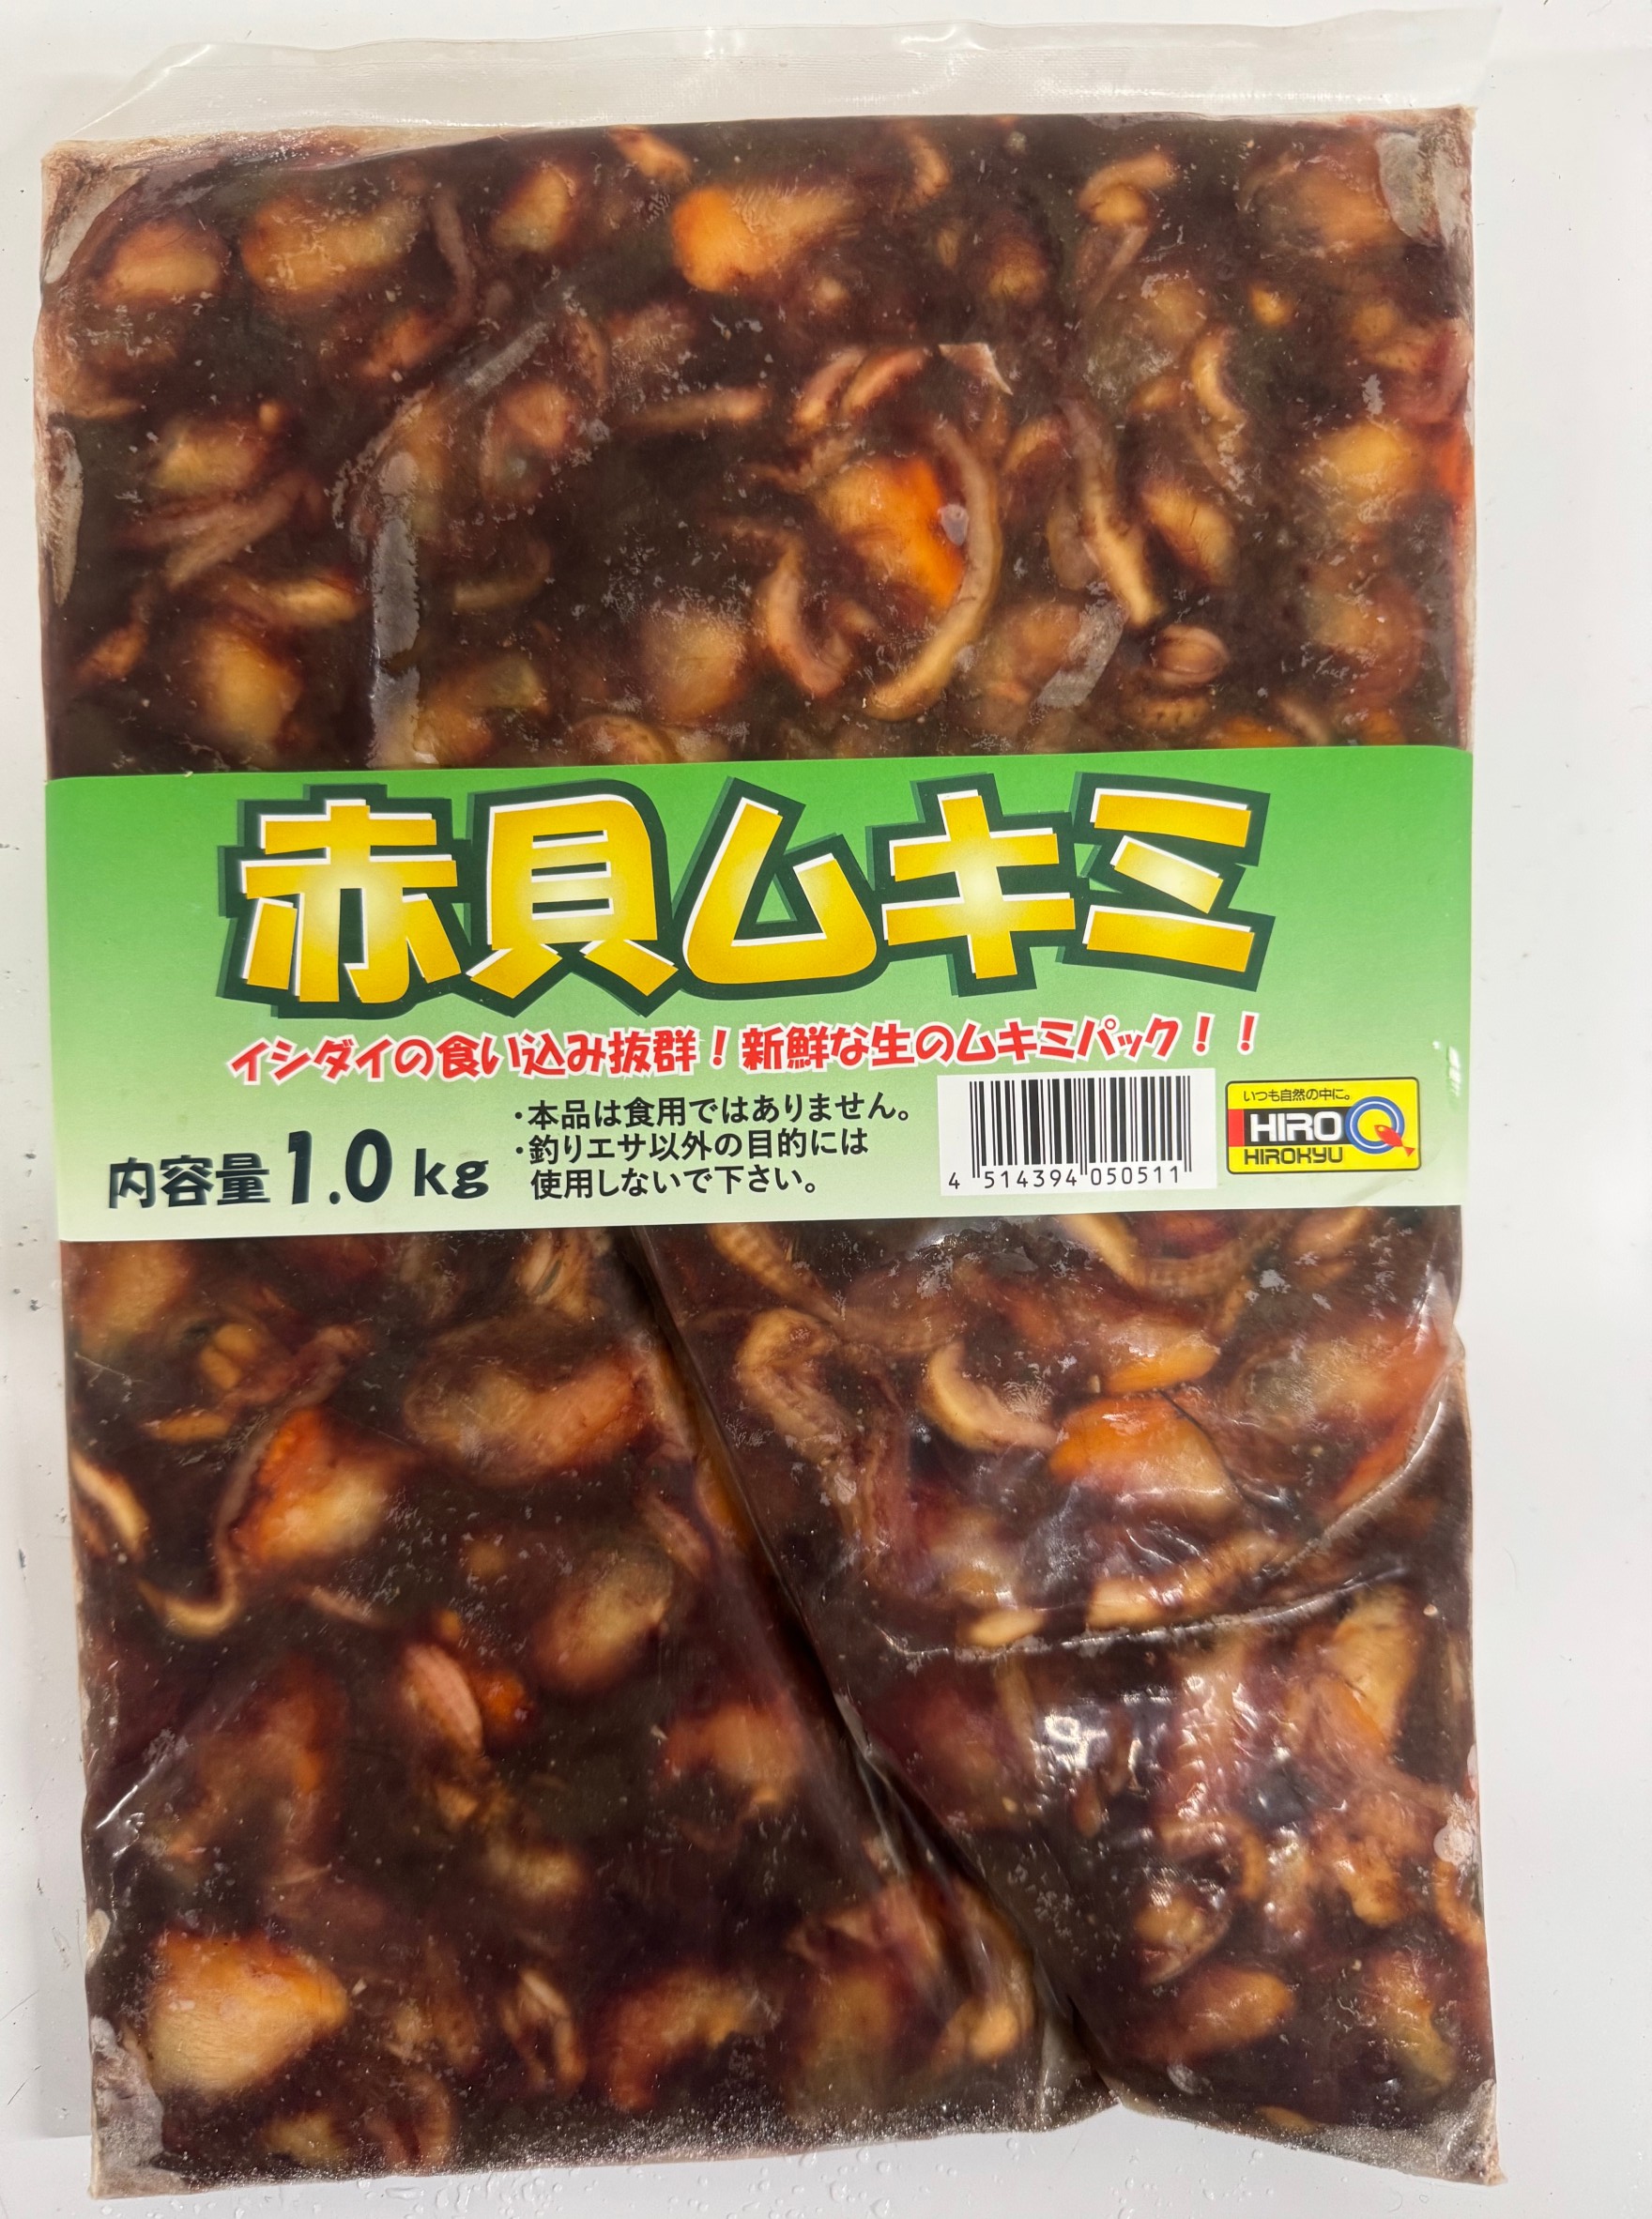 赤貝ムキミ
イシダイの食い込み抜群！新鮮な生のムキミパック！！
内容量1.0kg
・本品は食用ではありません。
・釣りエサ以外の目的には
使用しないで下さい。
4 514394 050511
いつも自然の中に。
HIRO Q
HIROKYU